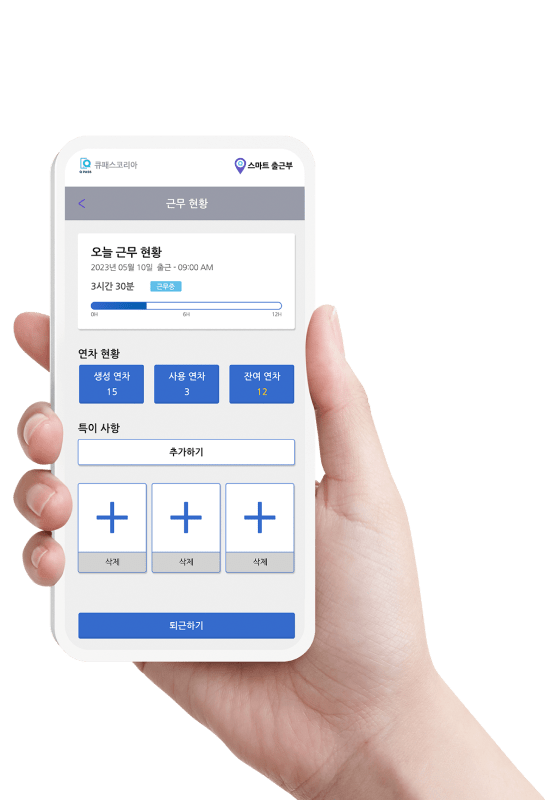 Q PASS
큐패스코리아
스마트 출근부
근무 현황
오늘 근무 현황
2023년 05월 10일 출근 - 09:00 AM
3시간 30분 근무중
0H 6H 12H
연차 현황
생성 연차 사용 연차 잔여 연차
15 3 12
특이 사항
추가하기
삭제 삭제 삭제
퇴근하기